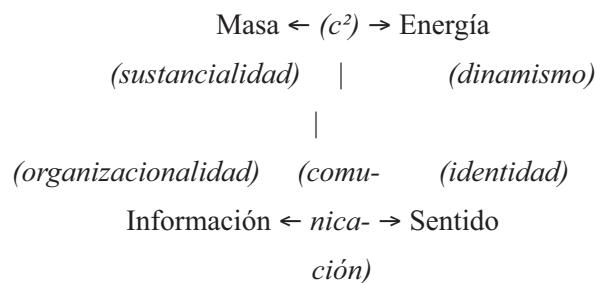 Masa ← (c²) → Energía
(sustancialidad) | (dinamismo)
|
(organizacionalidad) (comu- (identidad)
Información ← nica- → Sentido
ción)